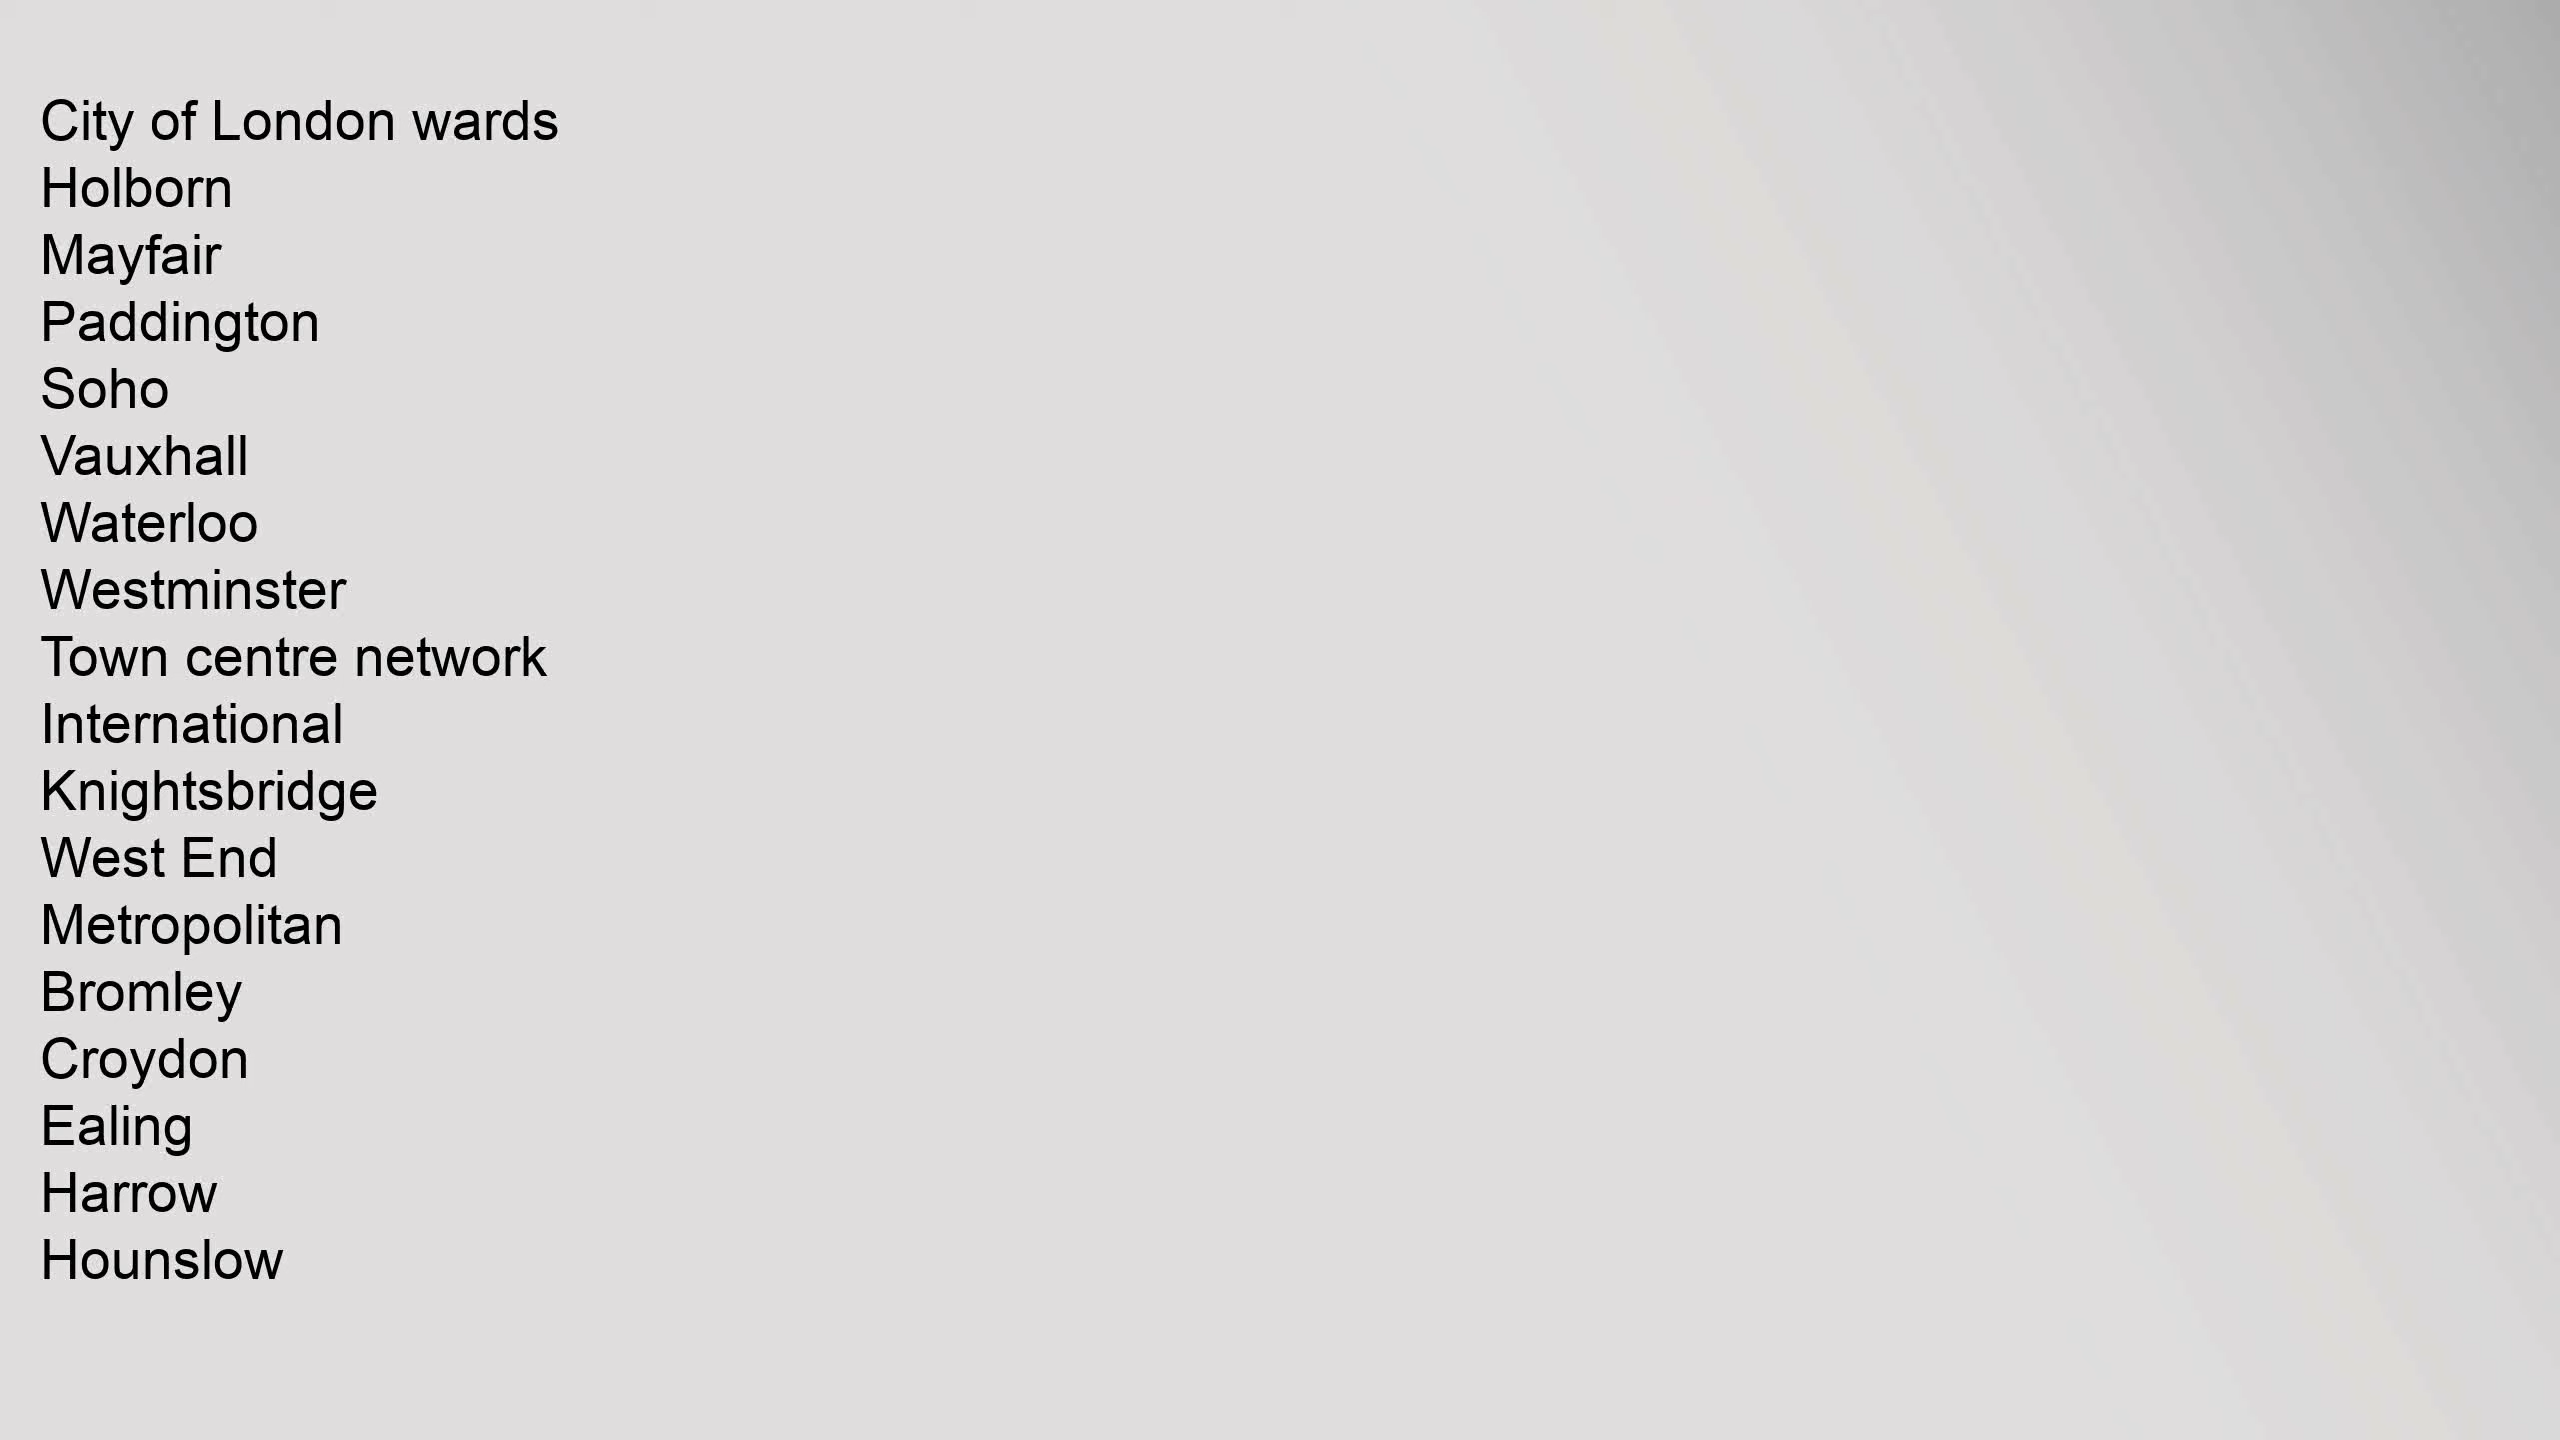 City of London wards
Holborn
Mayfair
Paddington
Soho
Vauxhall
Waterloo
Westminster
Town centre network
International
Knightsbridge
West End
Metropolitan
Bromley
Croydon
Ealing
Harrow
Hounslow